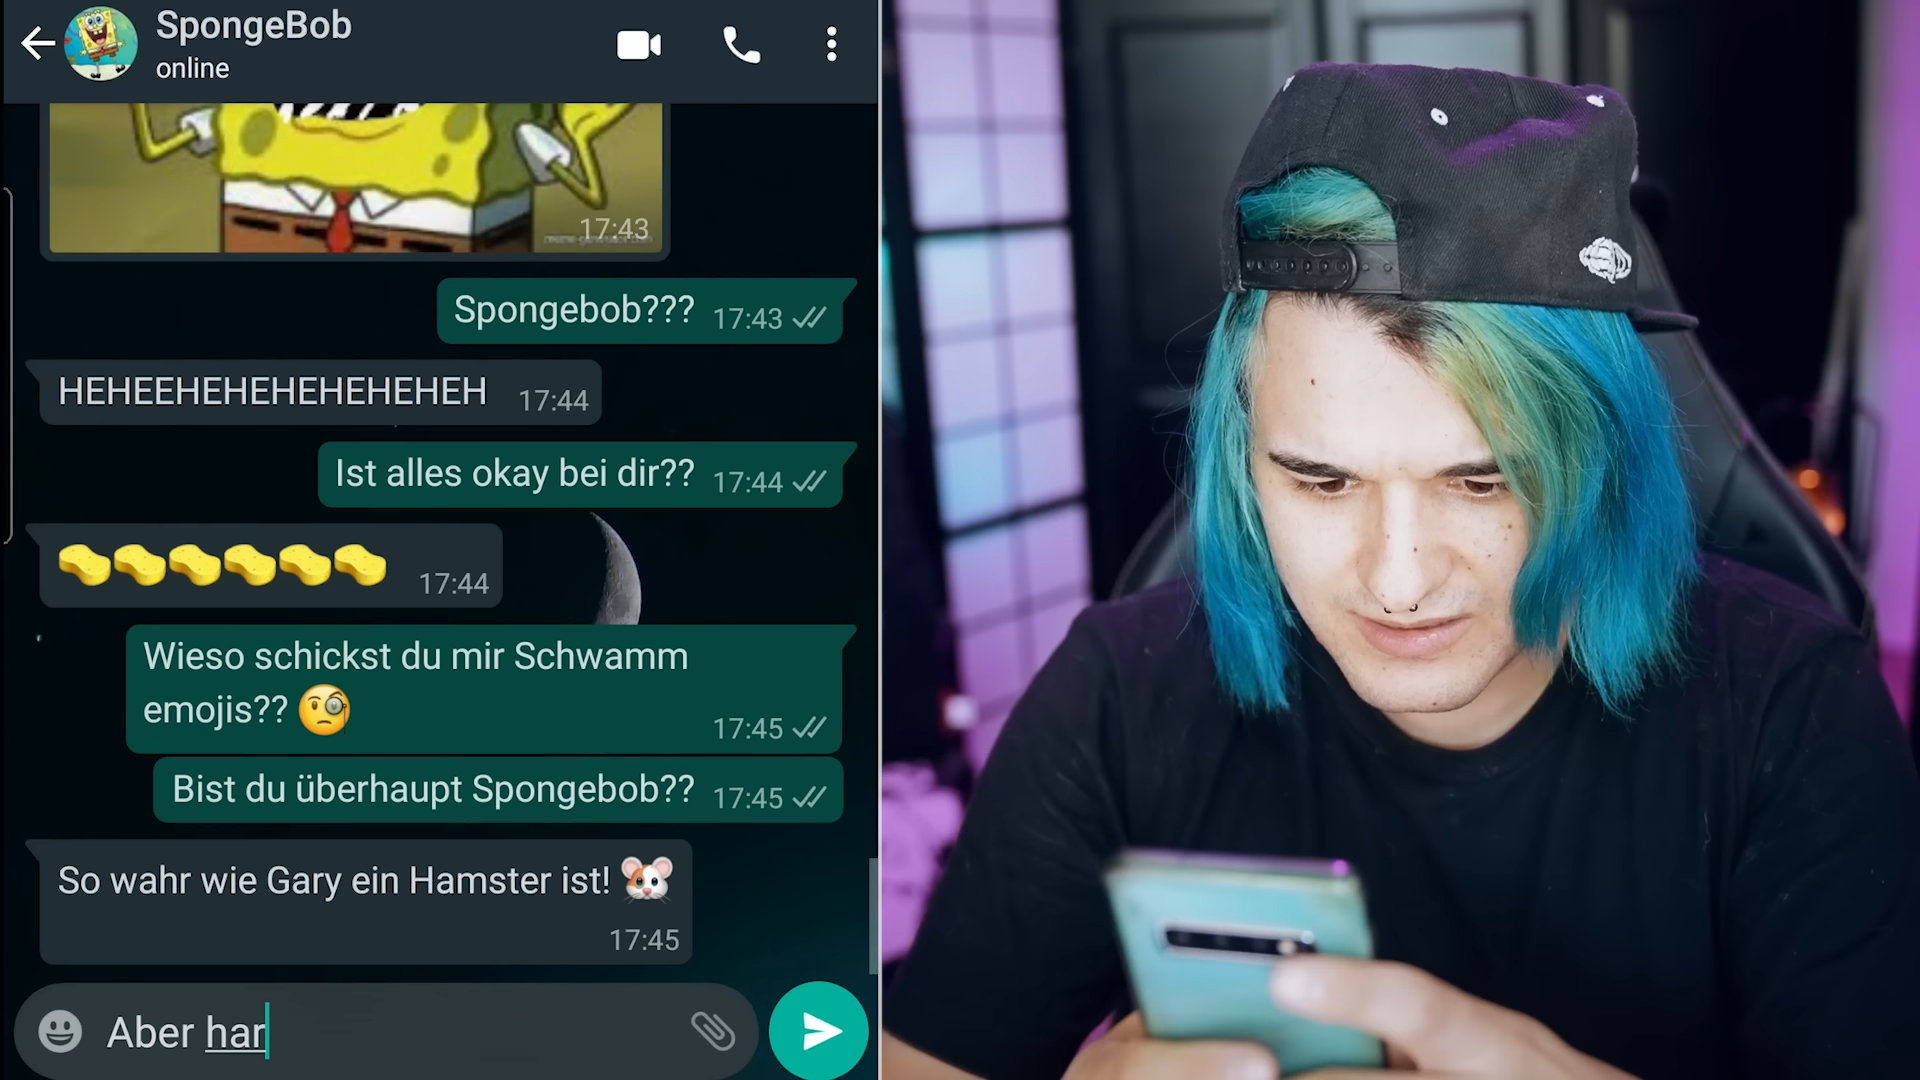 SpongeBob
online
17:43
Spongebob??? 17:43
HEHEEHEHEHEHEHEHEH 17:44
Ist alles okay bei dir?? 17:44
17:44
Wieso schickst du mir Schwamm
emojis?? 🧐
17:45
Bist du überhaupt Spongebob?? 17:45
So wahr wie Gary ein Hamster ist! 🐹
17:45
Aber har